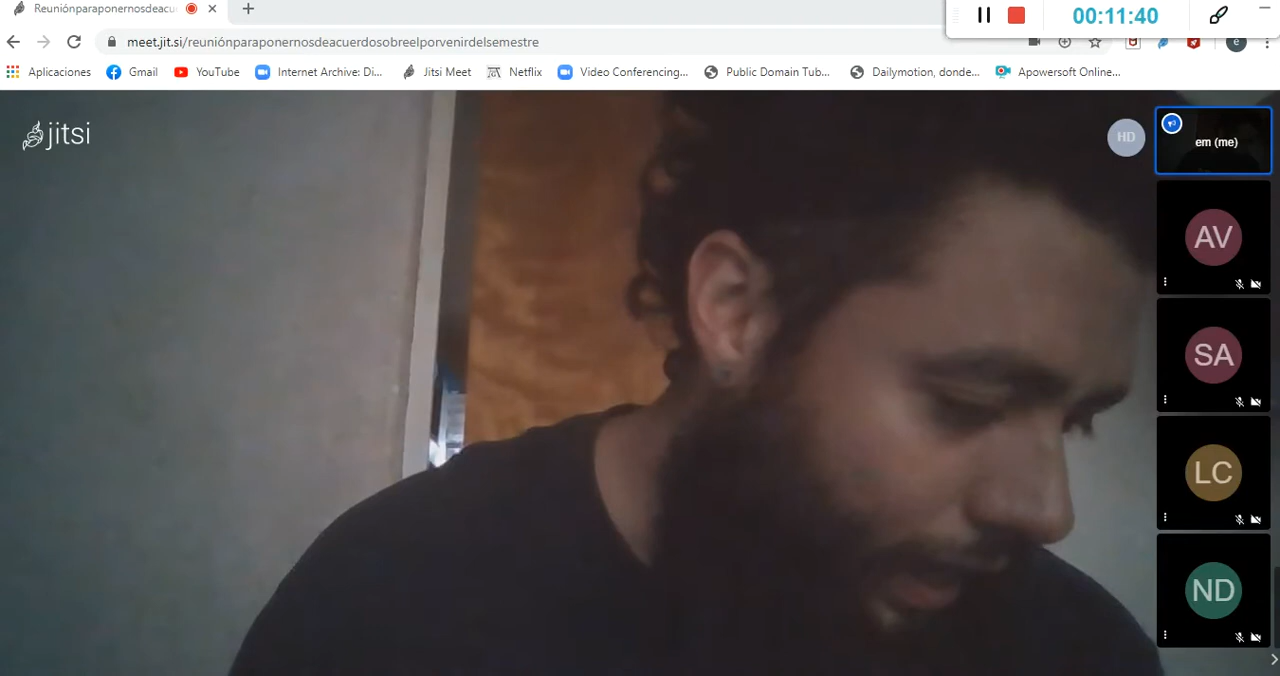 Reuniónparaponernosdeacue
00:11:40
meet.jit.si/reuniónparaponernosdeacuerdosobreelporvenirdelsemestre
e
Aplicaciones
Gmail
YouTube
Internet Archive: Di...
Jitsi Meet
Netflix
Video Conferencing...
Public Domain Tub...
Dailymotion, donde...
Apowersoft Online...
jitsi
HD
em (me)
AV
SA
LC
ND